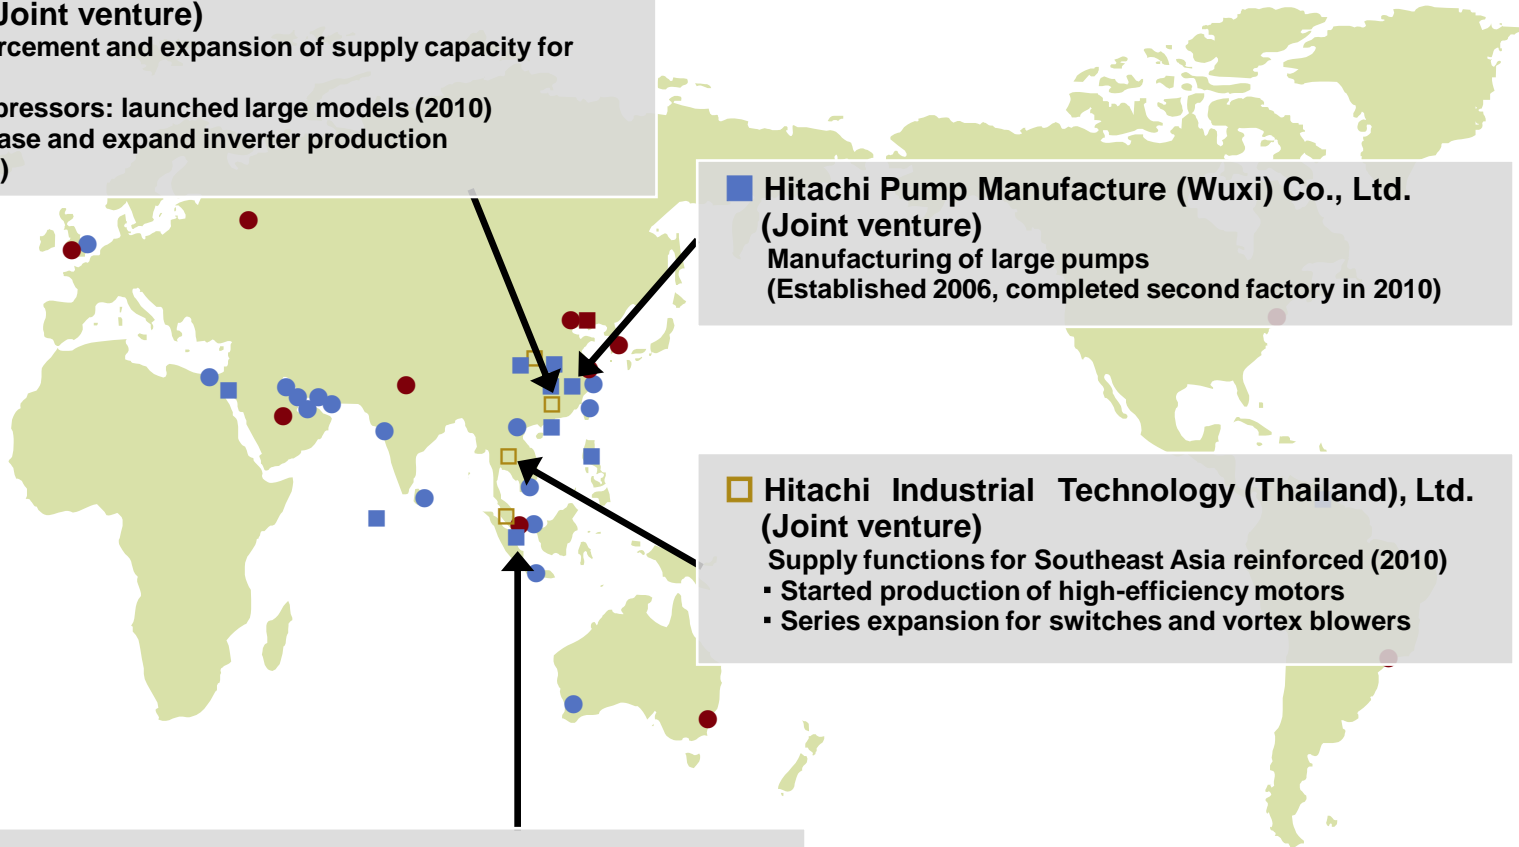 Joint venture)
rcement and expansion of supply capacity for
pressors: launched large models (2010)
ase and expand inverter production
)
Hitachi Pump Manufacture (Wuxi) Co., Ltd.
(Joint venture)
Manufacturing of large pumps
(Established 2006, completed second factory in 2010)
Hitachi Industrial Technology (Thailand), Ltd.
(Joint venture)
Supply functions for Southeast Asia reinforced (2010)
▪ Started production of high-efficiency motors
▪ Series expansion for switches and vortex blowers